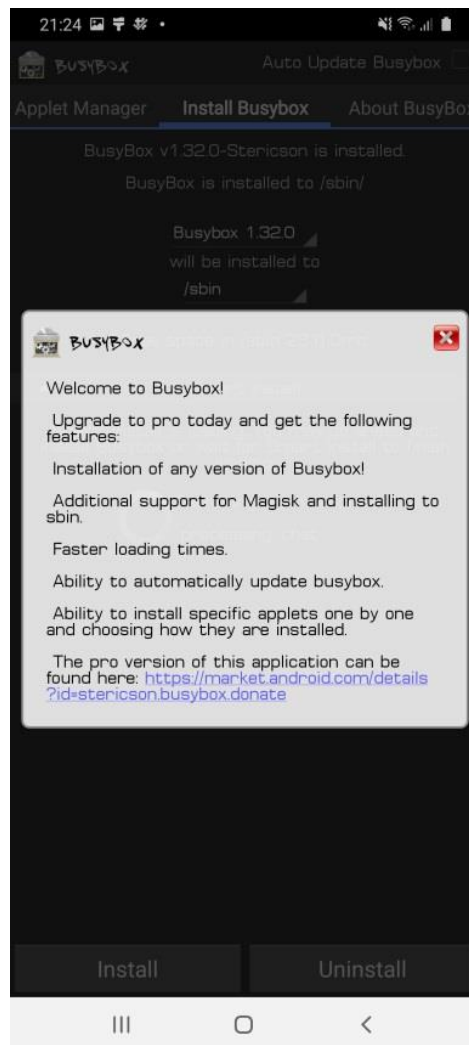 21:24
BUSYBOX
Auto Update Busybox
Applet Manager
Install Busybox
About BusyBo
BusyBox v1.32.0-Stericson is installed.
BusyBox is installed to /sbin/
Busybox 1.32.0
will be installed to
/sbin
BUSYBOX
Welcome to Busybox!
Upgrade to pro today and get the following
features:
Installation of any version of Busybox!
Additional support for Magisk and installing to
sbin.
Faster loading times.
Ability to automatically update busybox.
Ability to install specific applets one by one
and choosing how they are installed.
The pro version of this application can be
found here: https://market.android.com/details
?id=stericson.busybox.donate
Install
Uninstall